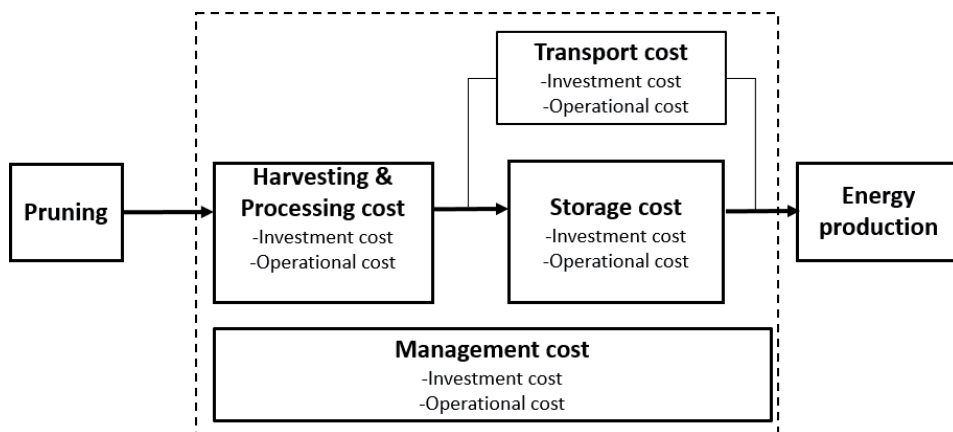 Transport cost
-Investment cost
-Operational cost
Pruning
Harvesting &
Processing cost
-Investment cost
-Operational cost
Storage cost
-Investment cost
-Operational cost
Energy
production
Management cost
-Investment cost
-Operational cost